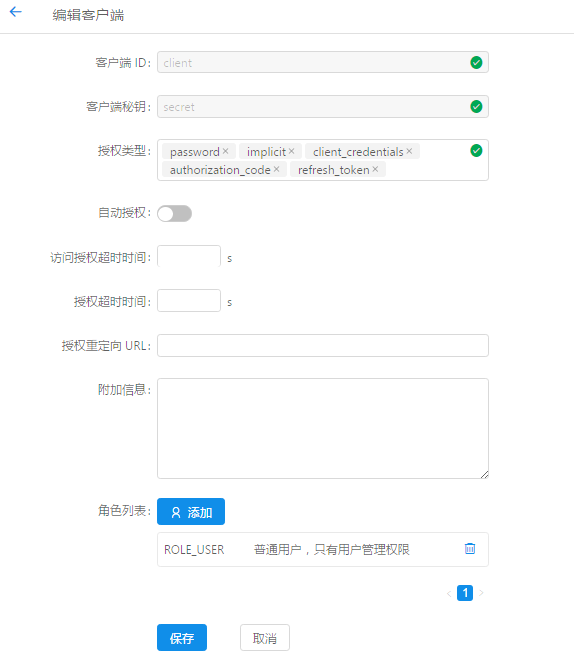 编辑客户端
客户端 ID: client
客户端秘钥: secret
授权类型: password × implicit × client_credentials ×
authorization_code × refresh_token ×
自动授权:
访问授权超时时间: s
授权超时时间: s
授权重定向 URL:
附加信息:
角色列表: 添加
ROLE_USER 普通用户，只有用户管理权限
< 1 >
保存 取消